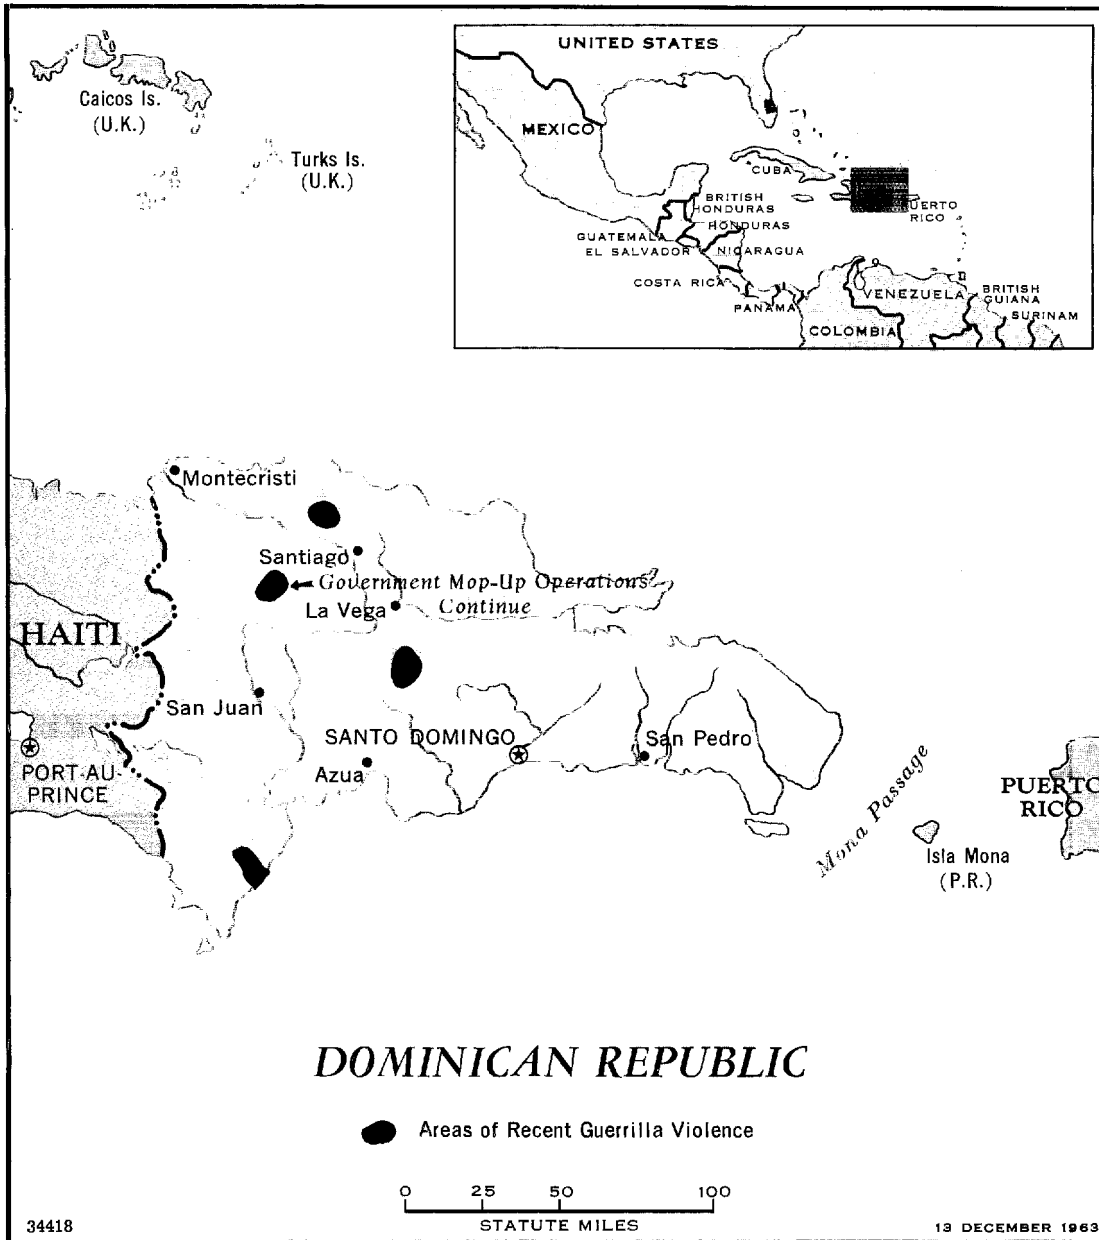 Caicos Is.
(U.K.)
Turks Is.
(U.K.)
UNITED STATES
MEXICO
CUBA
PUERTO
RICO
BRITISH
HONDURAS
HONDURAS
GUATEMALA
EL SALVADOR
NICARAGUA
COSTA RICA
PANAMA
VENEZUELA
BRITISH
GUIANA
SURINAM
COLOMBIA
Montecristi
Santiago
Government Mop-Up Operations
Continue
La Vega
HAITI
San Juan
SANTO DOMINGO
San Pedro
Azua
PORT-AU-
PRINCE
Mona Passage
PUERTO
RICO
Isla Mona
(P.R.)
DOMINICAN REPUBLIC
Areas of Recent Guerrilla Violence
0 25 50 100
STATUTE MILES
34418
13 DECEMBER 1963